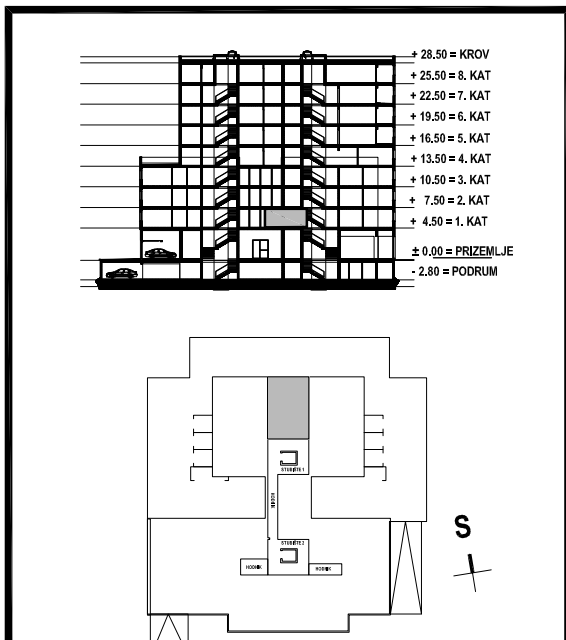 + 28.50 = KROV
+ 25.50 = 8. KAT
+ 22.50 = 7. KAT
+ 19.50 = 6. KAT
+ 16.50 = 5. KAT
+ 13.50 = 4. KAT
+ 10.50 = 3. KAT
+ 7.50 = 2. KAT
+ 4.50 = 1. KAT
± 0.00 = PRIZEMLJE
- 2.80 = PODRUM
STUBIŠTE 1
HODNIK
STUBIŠTE 2
HODNIK
HODNIK
S